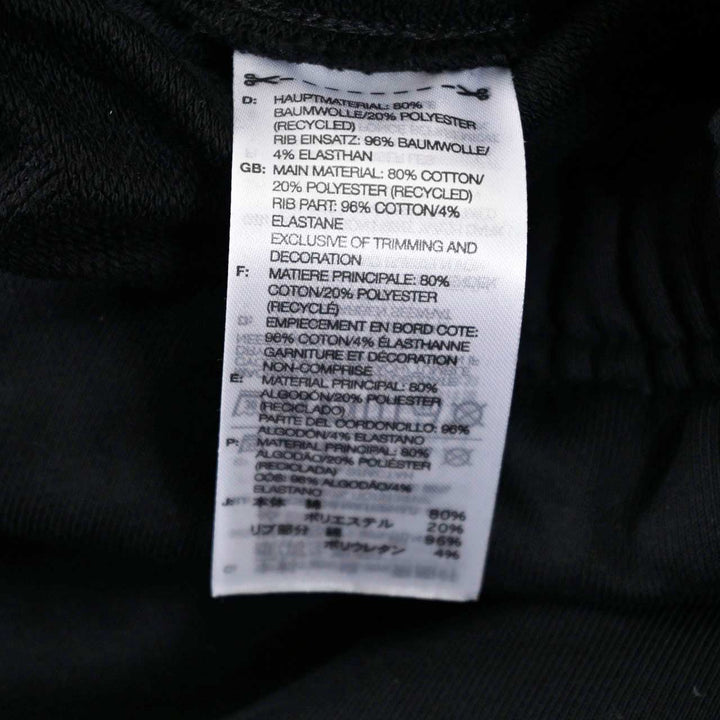 D: HAUPTMATERIAL: 80%
BAUMWOLLE/20% POLYESTER
(RECYCLED)
RIB EINSATZ: 96% BAUMWOLLE/
4% ELASTHAN
GB: MAIN MATERIAL: 80% COTTON/
20% POLYESTER (RECYCLED)
RIB PART: 96% COTTON/4%
ELASTANE
EXCLUSIVE OF TRIMMING AND
DECORATION
F: MATIERE PRINCIPALE: 80%
COTON/20% POLYESTER
(RECYCLÉ)
EMPIECEMENT EN BORD COTE:
96% COTON/4% ÉLASTHANNE
GARNITURE ET DÉCORATION
NON-COMPRISE
E: MATERIAL PRINCIPAL: 80%
ALGODÓN/20% POLIESTER
(RECICLADO)
PARTE DEL CORDONCILLO: 96%
ALGODÓN/4% ELASTANO
P: MATERIAL PRINCIPAL: 80%
ALGODÃO/20% POLIÉSTER
(RECICLADA)
COS: 96% ALGODÃO/4%
ELASTANO
J: 本体 綿 80%
ポリエステル 20%
リブ部分 綿 96%
ポリウレタン 4%